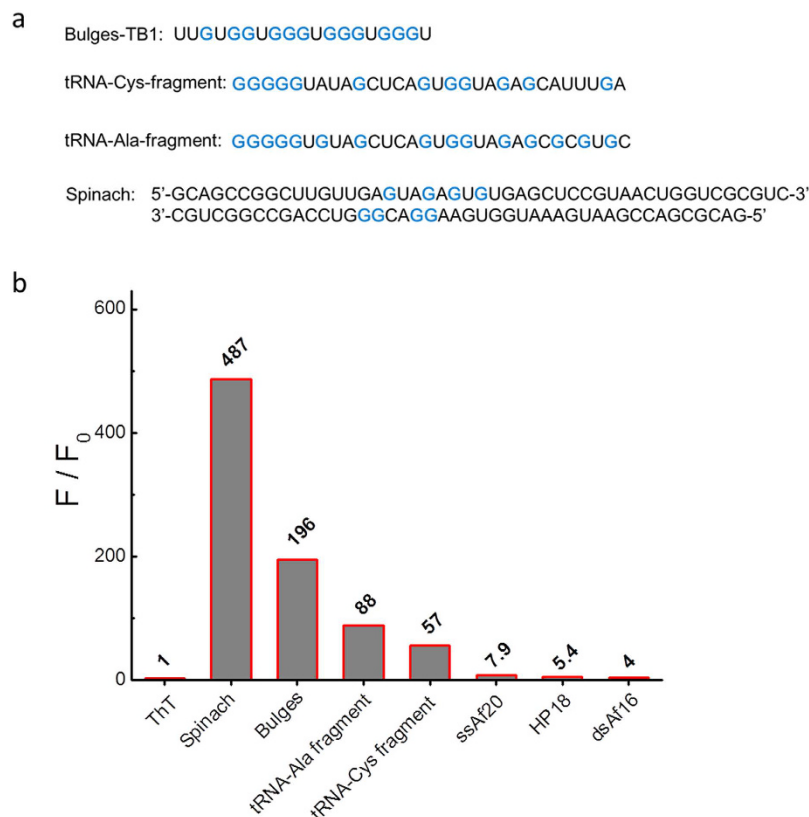 a
Bulges-TB1: UUGUGGUGGGUGGGUGGGU
tRNA-Cys-fragment: GGGGGUAUAGCUCAGUGGUAGAGCAUUUGA
tRNA-Ala-fragment: GGGGGUGUAGCUCAGUGGUAGAGCGCGUGC
Spinach: 5’-GCAGCCGGCUUGUUGAGUAGAGUGUGAGCUCCGUAACUGGUCGCGUC-3’
3’-CGUCGGCCGACCUGGGCAGGAAGUGGUAAAGUAAGCCAGCGCAG-5’
b
F / F0
600
400
200
0
1
487
196
88
57
7.9
5.4
4
ThT
Spinach
Bulges
tRNA-Ala fragment
tRNA-Cys fragment
ssAf20
HP18
dsAf16